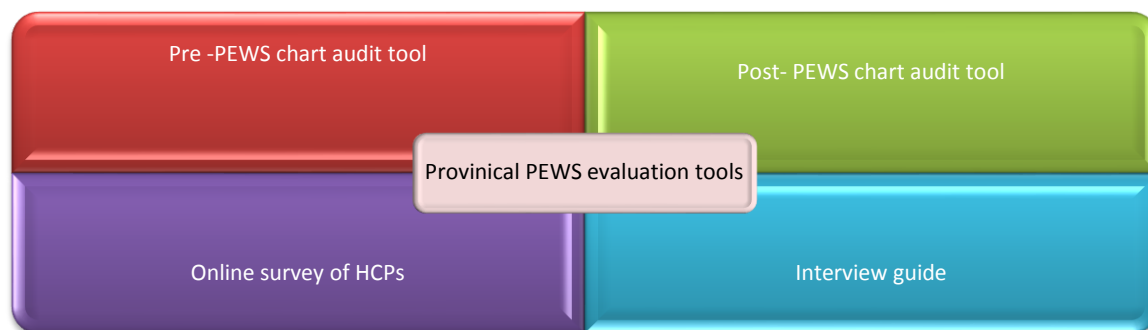 Pre -PEWS chart audit tool
Post- PEWS chart audit tool
Provinical PEWS evaluation tools
Online survey of HCPs
Interview guide